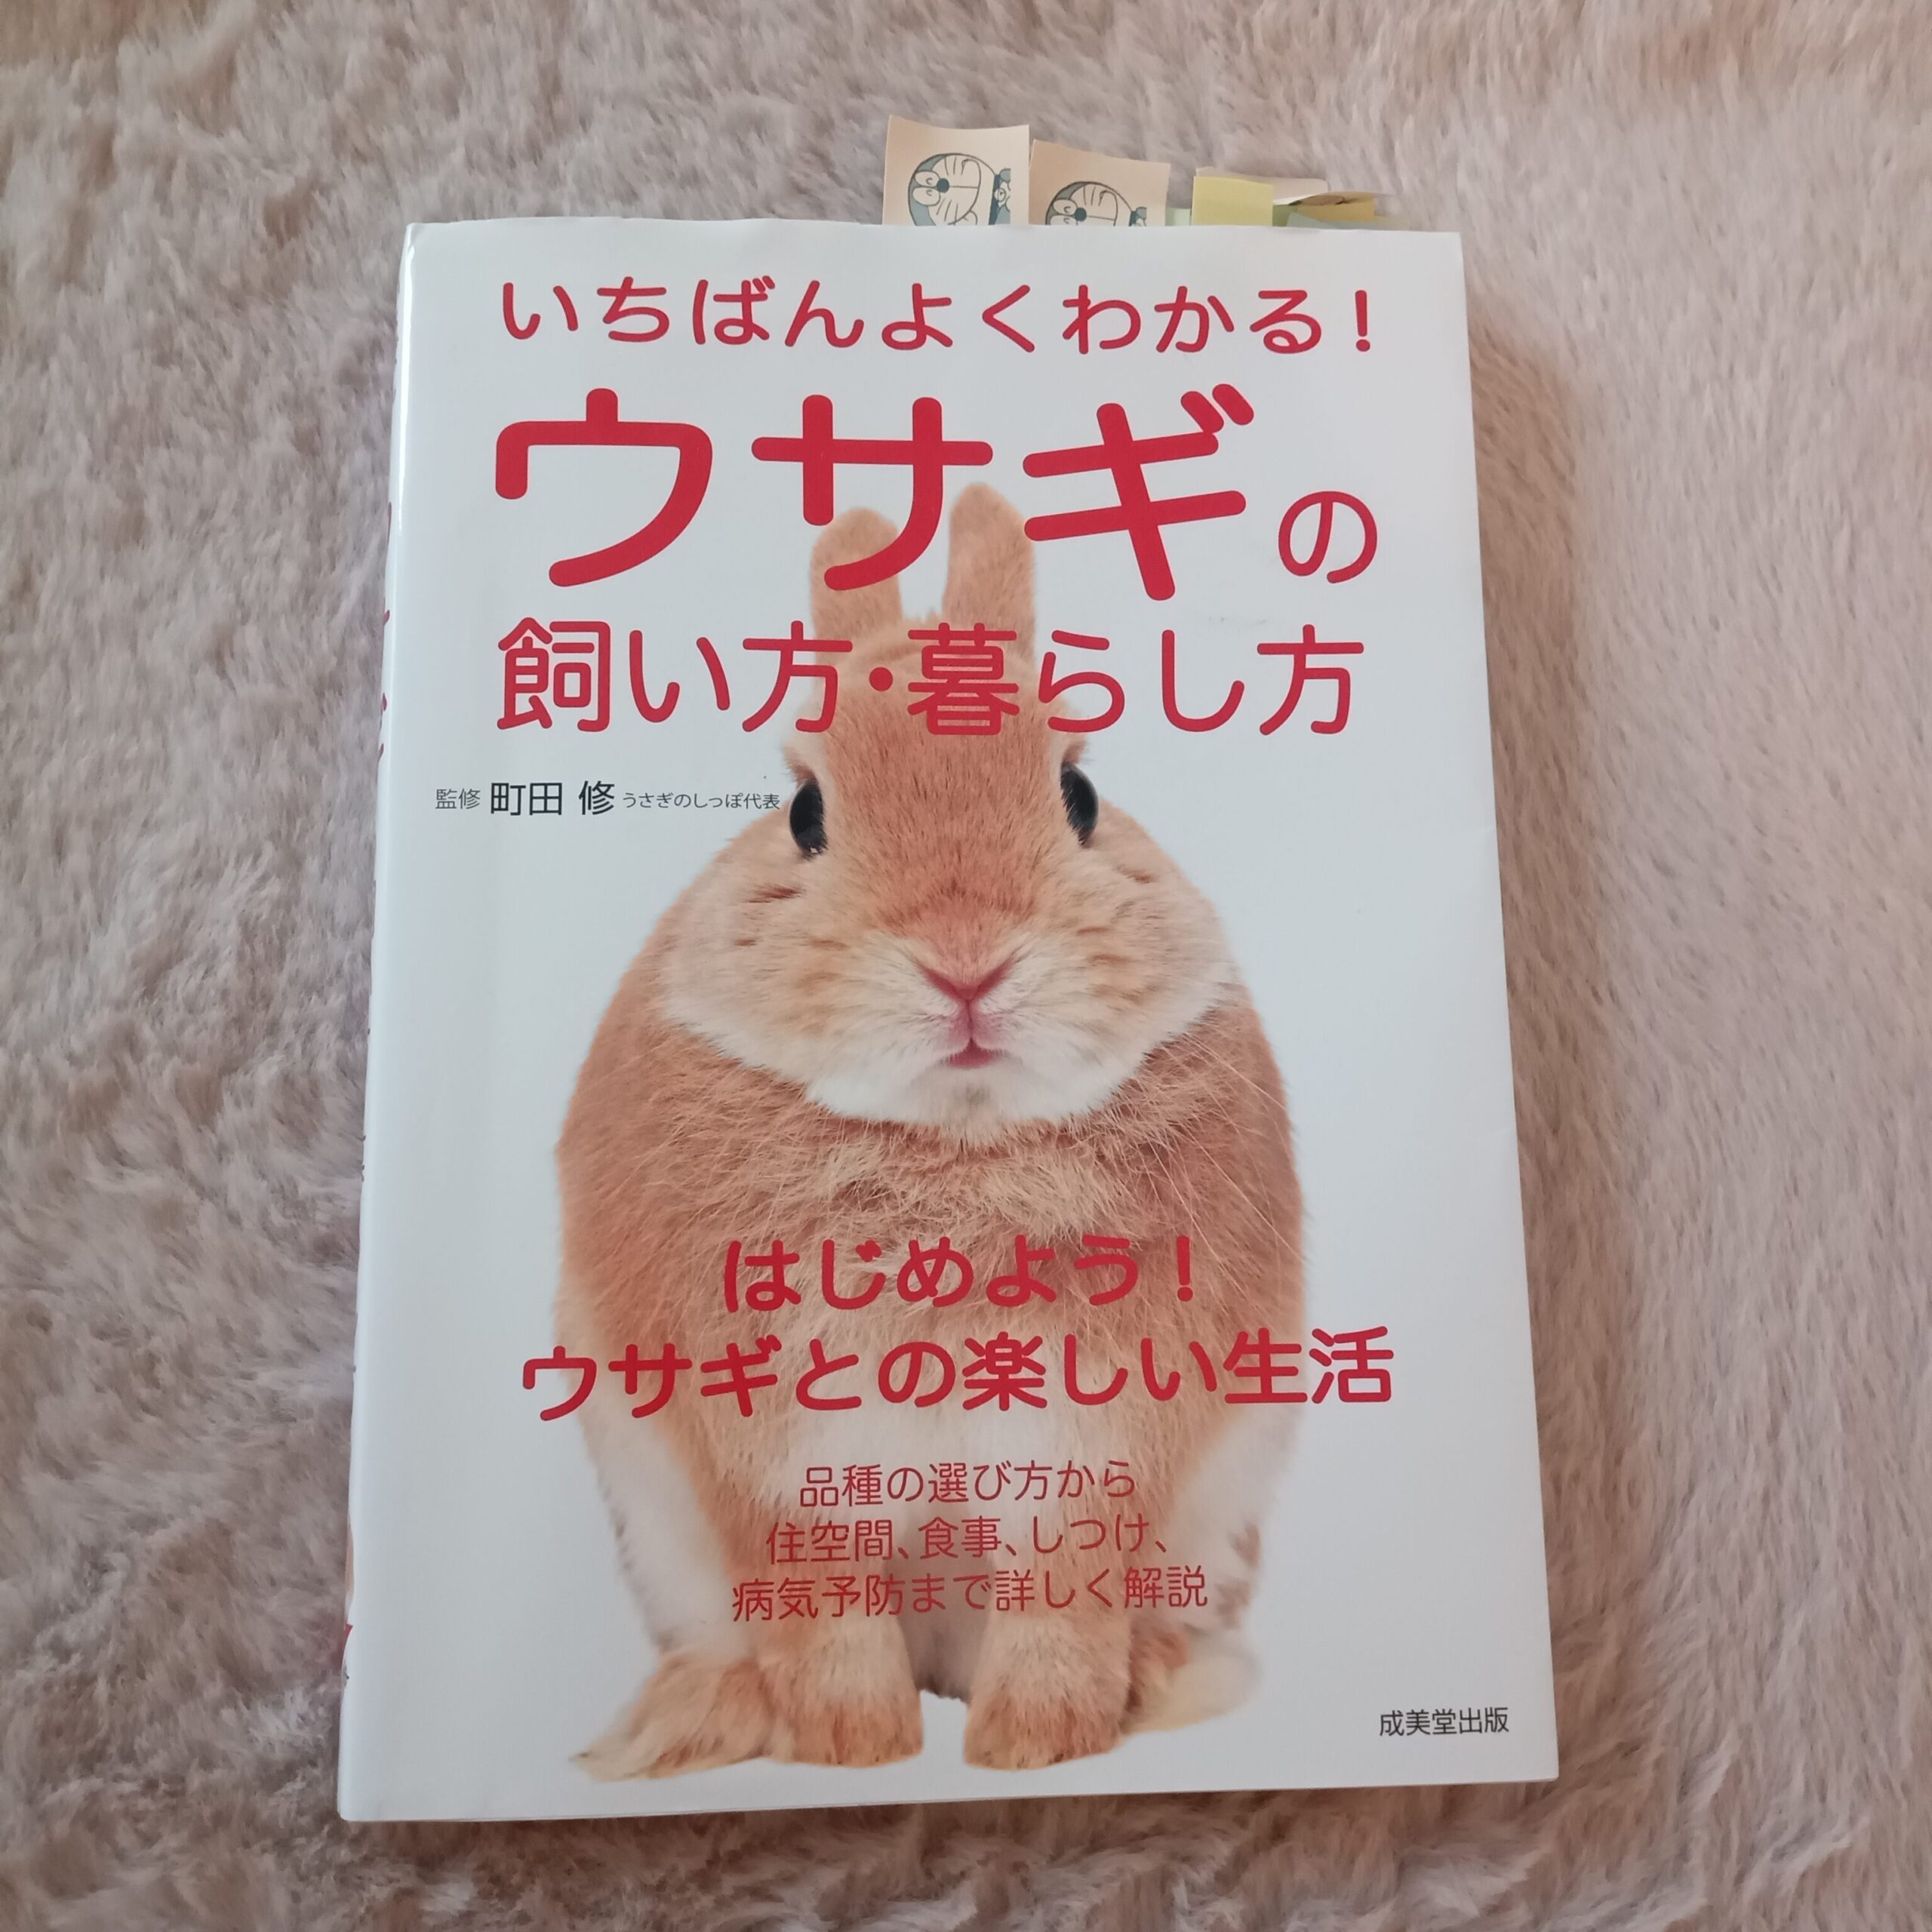 いちばんよくわかる！
ウサギの
飼い方・暮らし方
監修 町田 修 うさぎのしっぽ代表
はじめよう！
ウサギとの楽しい生活
品種の選び方から
住空間、食事、しつけ、
病気予防まで詳しく解説
成美堂出版